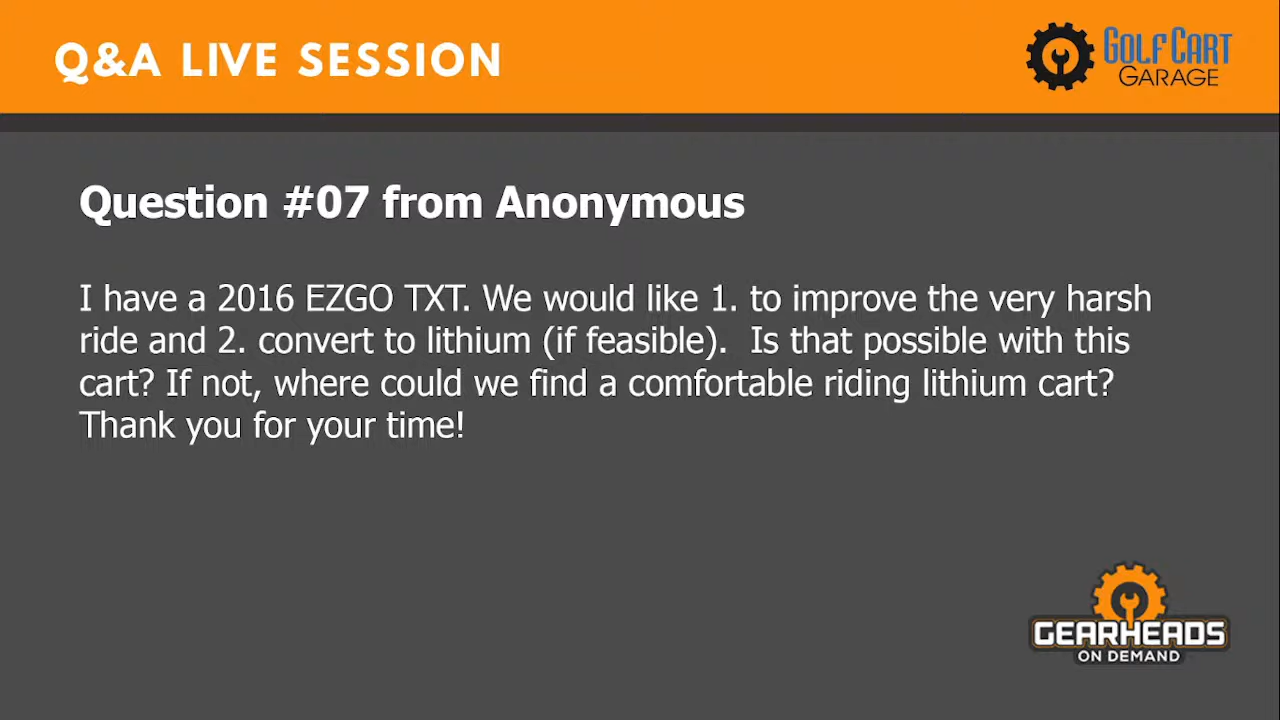 Q&A LIVE SESSION
GOLF CART
GARAGE
Question #07 from Anonymous
I have a 2016 EZGO TXT. We would like 1. to improve the very harsh
ride and 2. convert to lithium (if feasible).  Is that possible with this
cart? If not, where could we find a comfortable riding lithium cart?
Thank you for your time!
GEARHEADS
ON DEMAND